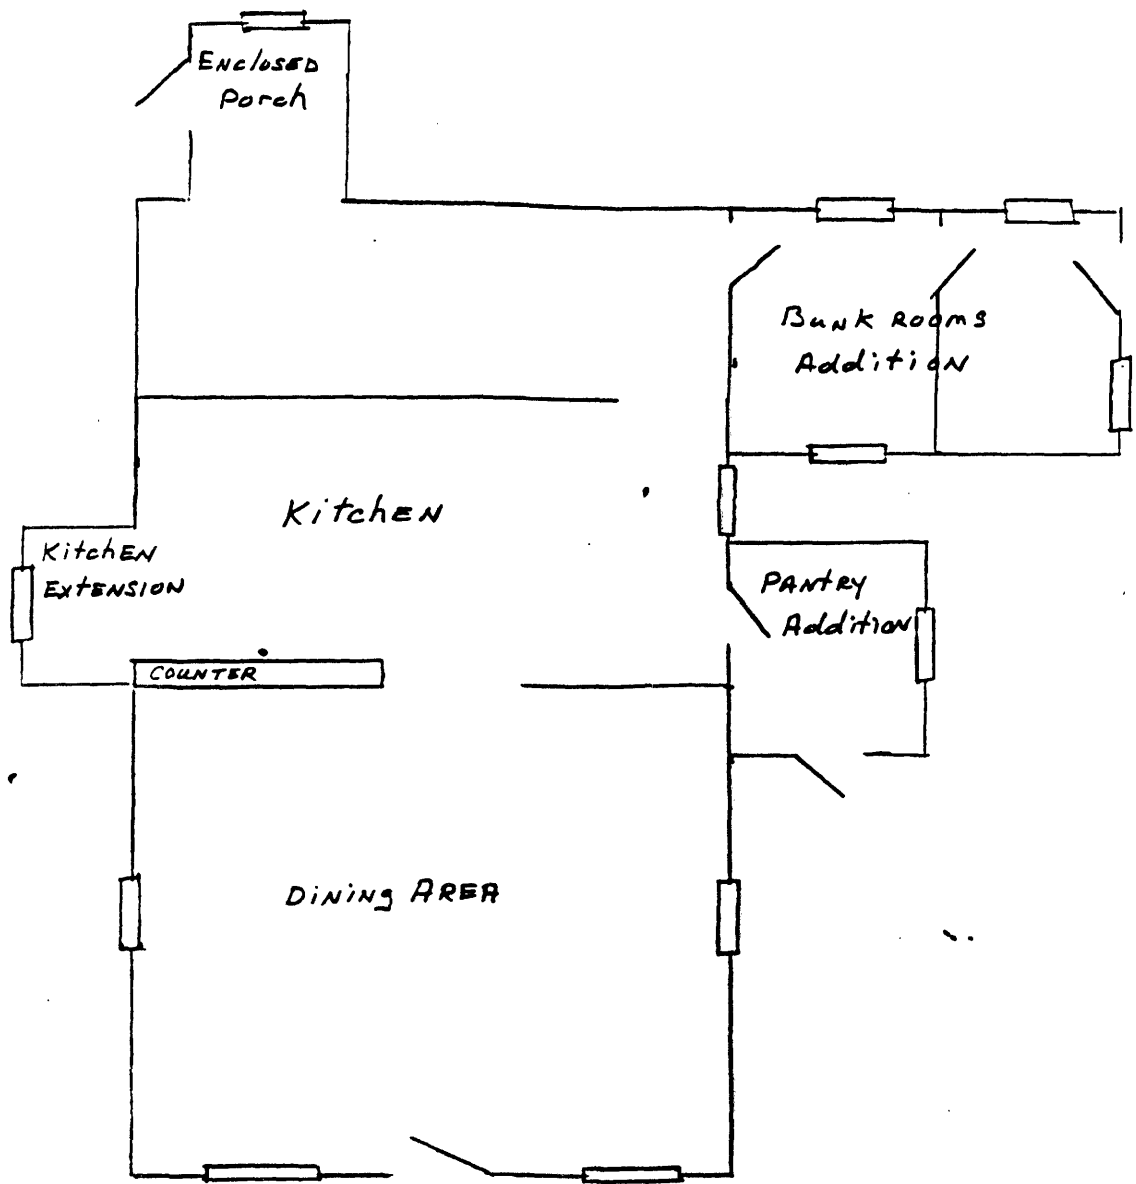 ENclosED
Porch
BuNK Rooms
AdditioN
KitchEN
KitchEN
ExtENSION
PANtRY
AdditioN
COUNTER
DiNiNg AREA